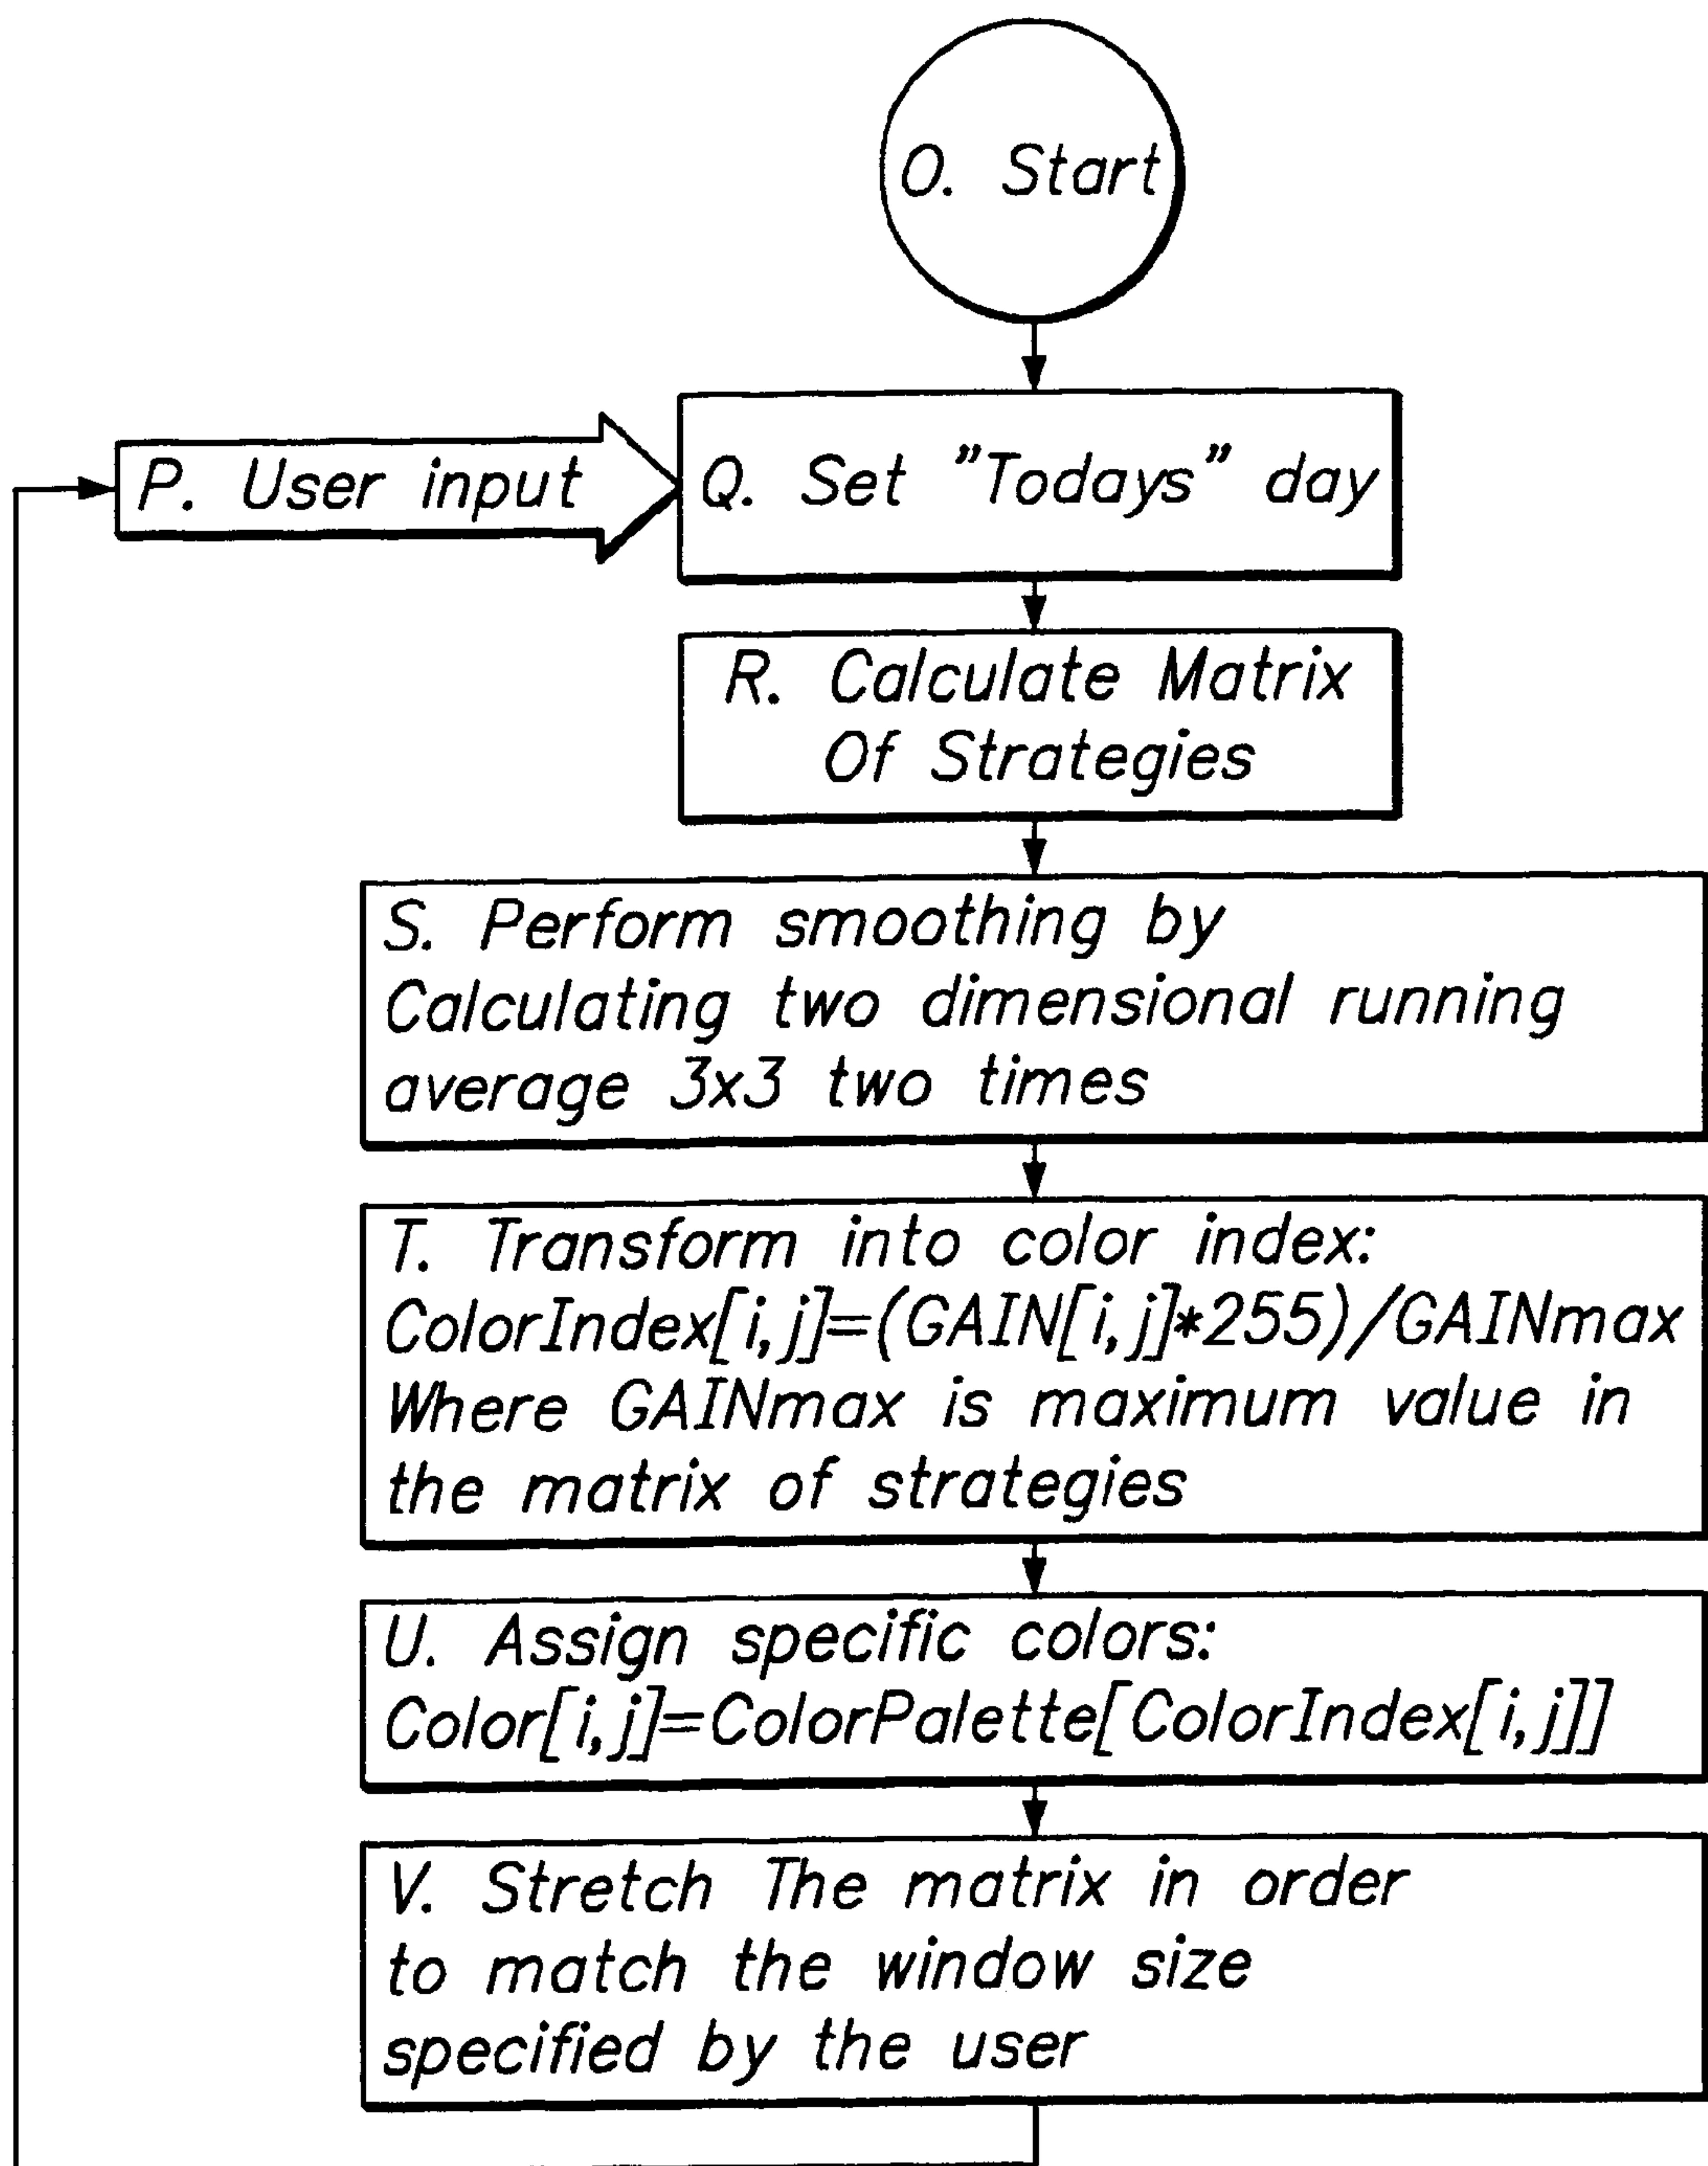 O. Start
P. User input
Q. Set "Todays" day
R. Calculate Matrix
Of Strategies
S. Perform smoothing by
Calculating two dimensional running
average 3x3 two times
T. Transform into color index:
ColorIndex[i,j]=(GAIN[i,j]*255)/GAINmax
Where GAINmax is maximum value in
the matrix of strategies
U. Assign specific colors:
Color[i,j]=ColorPalette[ColorIndex[i,j]]
V. Stretch The matrix in order
to match the window size
specified by the user